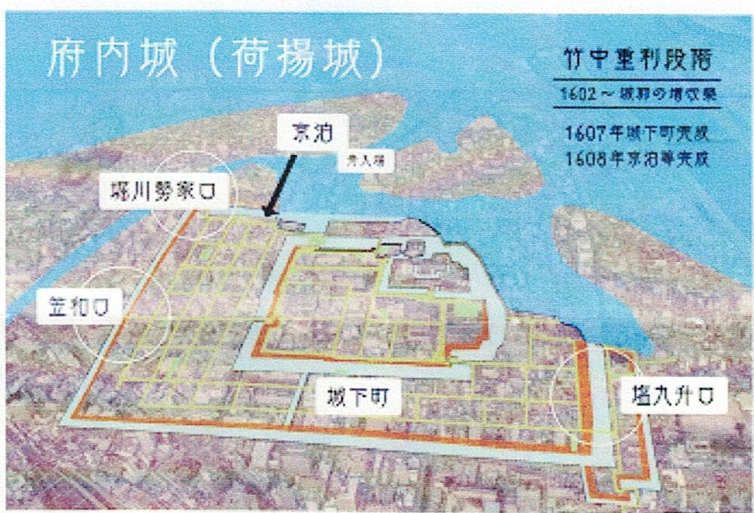 府内城（荷揚城）
竹中重利段階
1602～城郭の増改築
1607年城下町完成
1608年京泊等完成
京泊
舟入場
堀川勢家口
笠和口
城下町
塩九升口